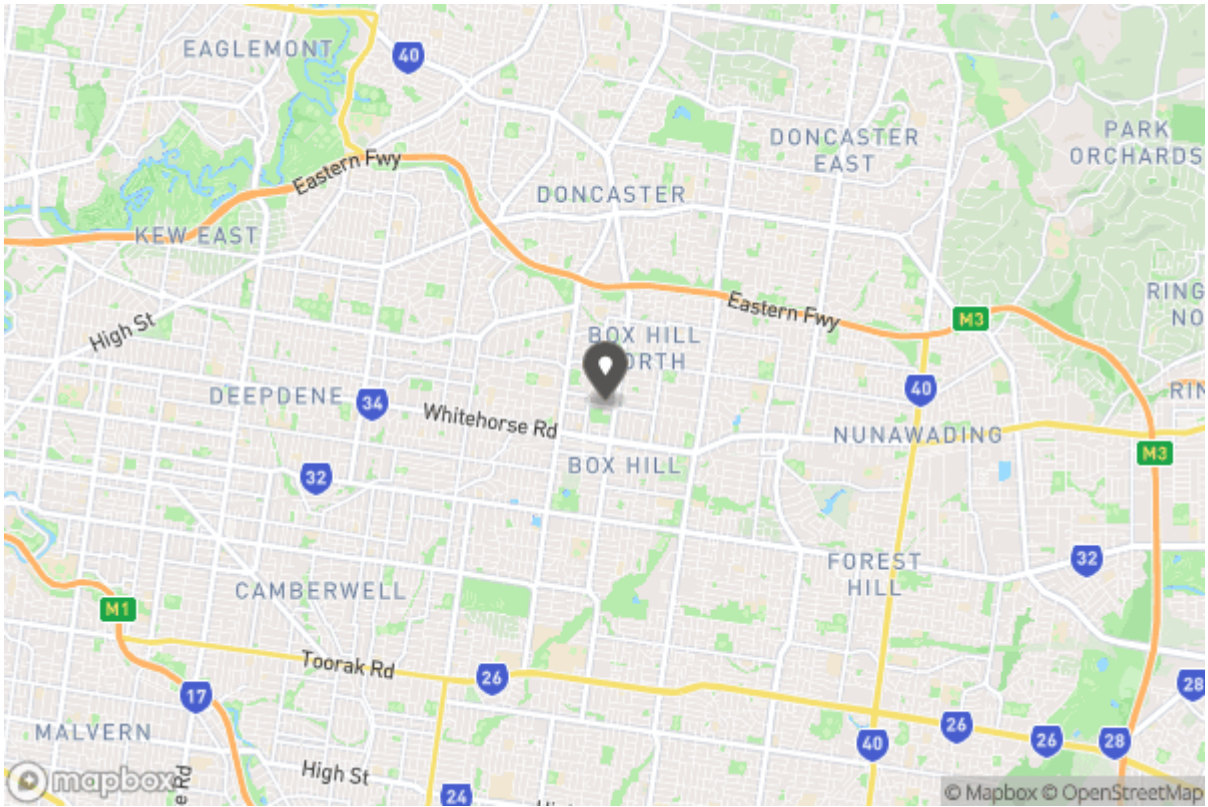 EAGLEMONT
40
DONCASTER
EAST
PARK
ORCHARDS
Eastern Fwy
DONCASTER
KEW EAST
RING
NO
Eastern Fwy
M3
High St
BOX HILL
ORTH
DEEPDENE
34
40
RIN
Whitehorse Rd
NUNAWADING
M3
BOX HILL
32
FOREST
HILL
32
CAMBERWELL
M1
Toorak Rd
26
17
28
26
26
28
MALVERN
40
High St
mapbox
e Rd
24
© Mapbox © OpenStreetMap